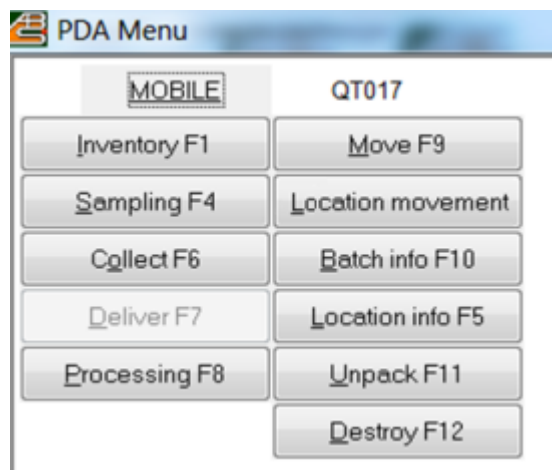 PDA Menu
MOBILE QT017
Inventory F1 Move F9
Sampling F4 Location movement
Collect F6 Batch info F10
Deliver F7 Location info F5
Processing F8 Unpack F11
Destroy F12